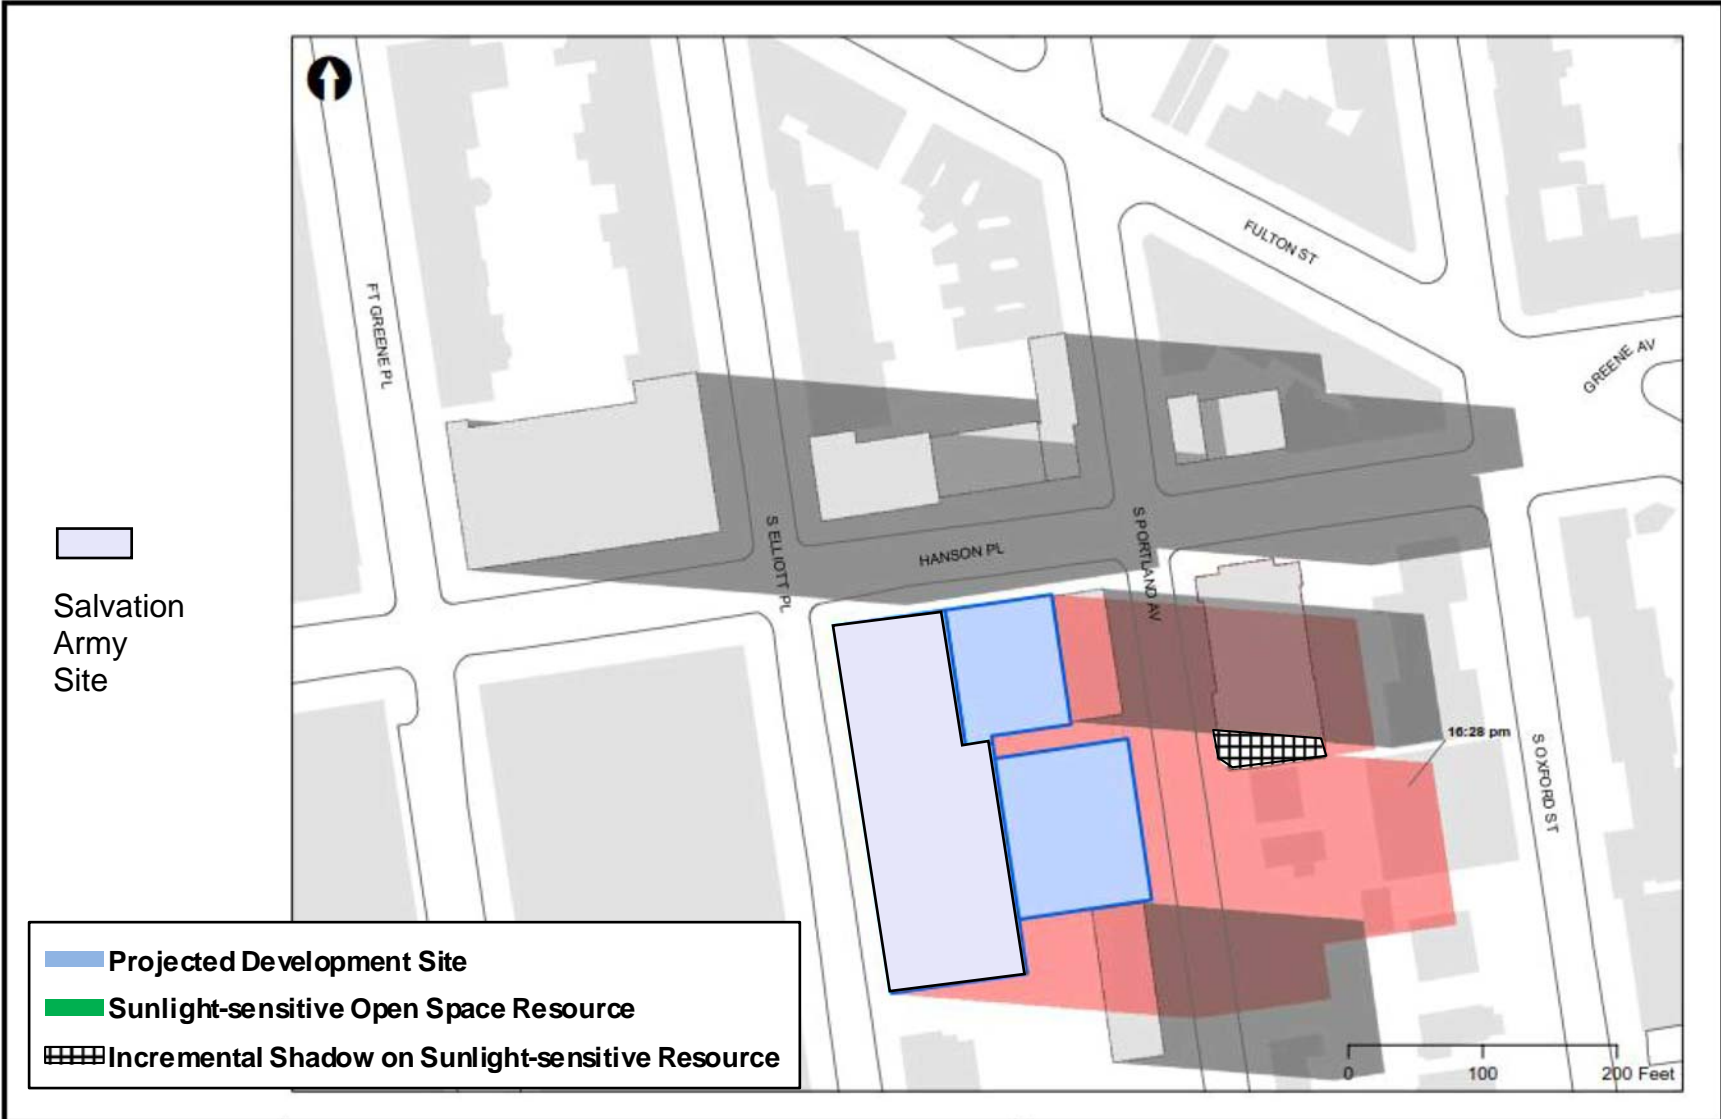 FULTON ST
FT GREENE PL
GREENE AV
S ELLIOTT PL
HANSON PL
S PORTLAND AV
Salvation
Army
Site
16:28 pm
S OXFORD ST
Projected Development Site
Sunlight-sensitive Open Space Resource
Incremental Shadow on Sunlight-sensitive Resource
0 100 200 Feet